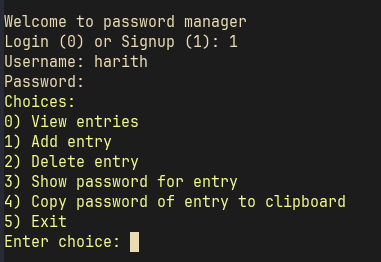 Welcome to password manager
Login (0) or Signup (1): 1
Username: harith
Password:
Choices:
0) View entries
1) Add entry
2) Delete entry
3) Show password for entry
4) Copy password of entry to clipboard
5) Exit
Enter choice: